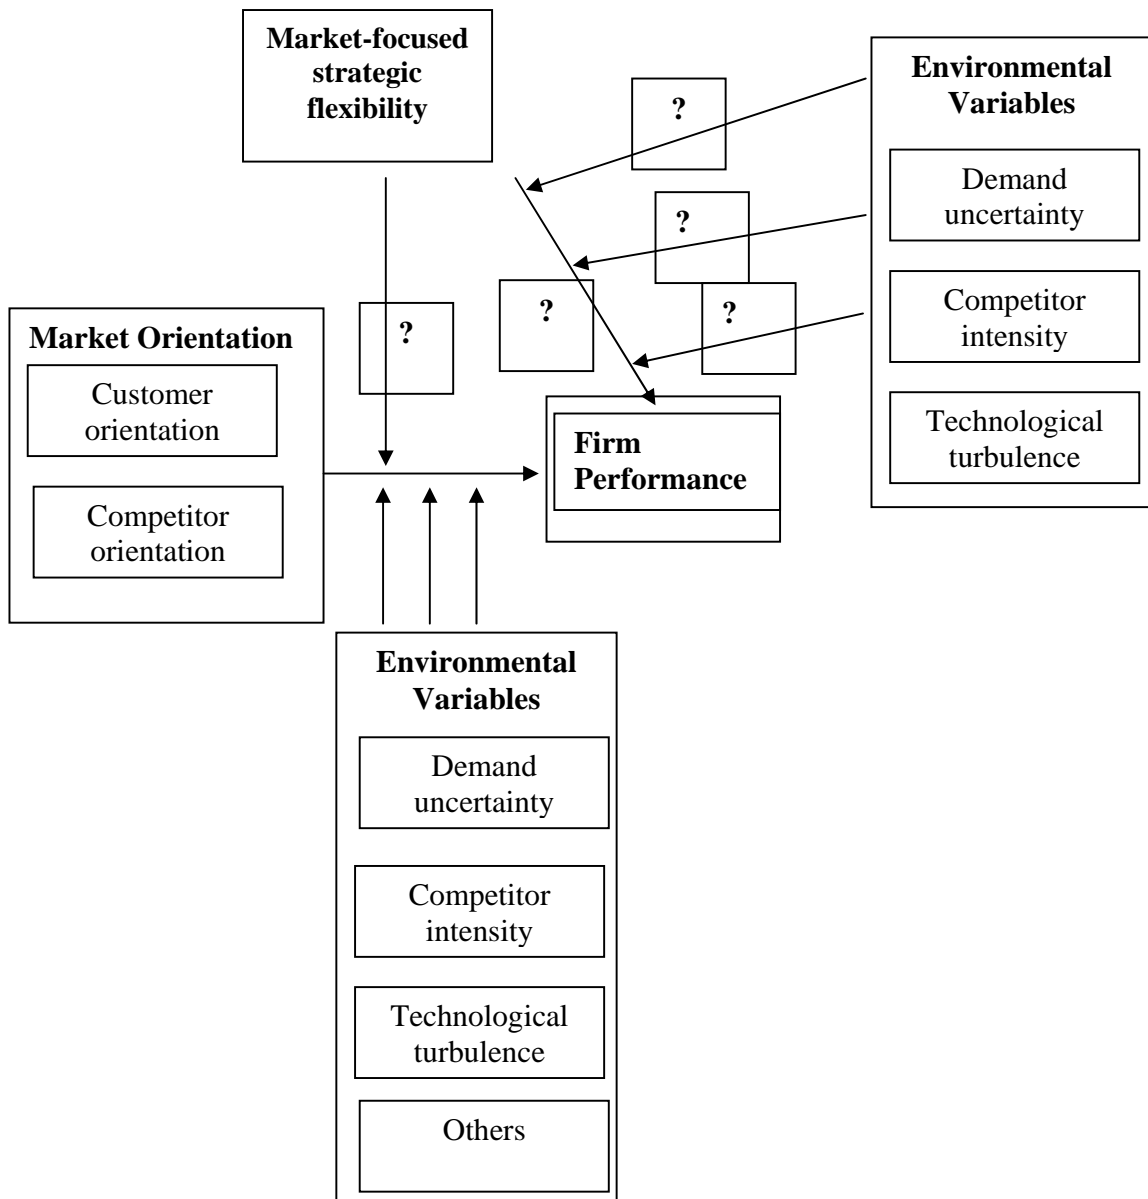 Market-focused
strategic
flexibility
Environmental
Variables
?
Demand
uncertainty
?
Competitor
intensity
?
?
?
Technological
turbulence
Market Orientation
Customer
orientation
Competitor
orientation
Firm
Performance
Environmental
Variables
Demand
uncertainty
Competitor
intensity
Technological
turbulence
Others